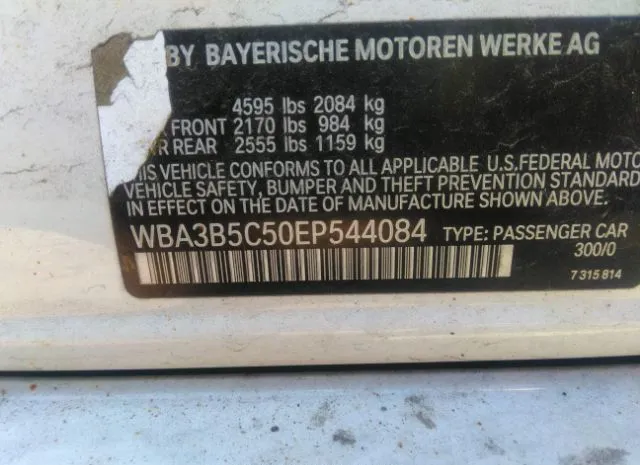 BY BAYERISCHE MOTOREN WERKE AG
4595 lbs 2084 kg
FRONT 2170 lbs 984 kg
R REAR 2555 lbs 1159 kg
IS VEHICLE CONFORMS TO ALL APPLICABLE U.S.FEDERAL MOTO
VEHICLE SAFETY, BUMPER AND THEFT PREVENTION STANDARD
IN EFFECT ON THE DATE OF MANUFACTURE SHOWN ABOVE.
WBA3B5C50EP544084 TYPE: PASSENGER CAR
300/0
7 315 814